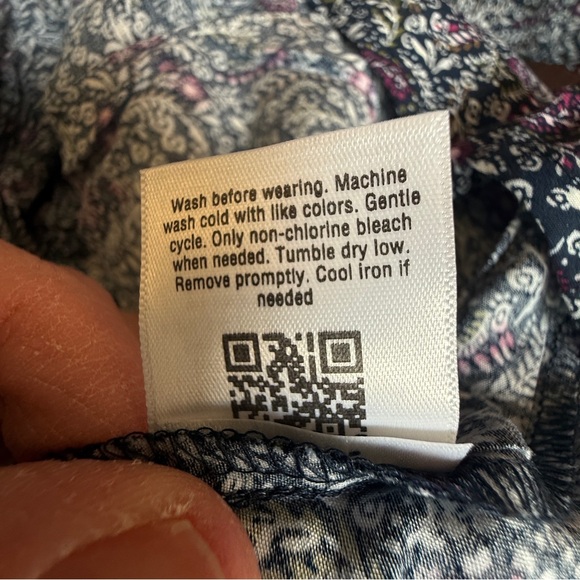 Wash before wearing. Machine
wash cold with like colors. Gentle
cycle. Only non-chlorine bleach
when needed. Tumble dry low.
Remove promptly. Cool iron if
needed